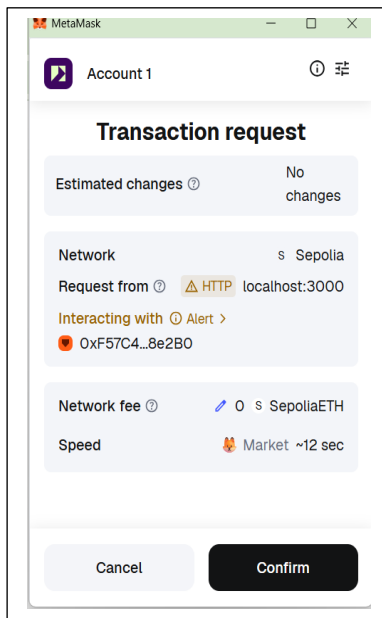 MetaMask
Account 1
Transaction request
Estimated changes
No
changes
Network S Sepolia
Request from HTTP localhost:3000
Interacting with Alert >
0xF57C4...8e2B0
Network fee 0 S SepoliaETH
Speed Market ~12 sec
Cancel Confirm